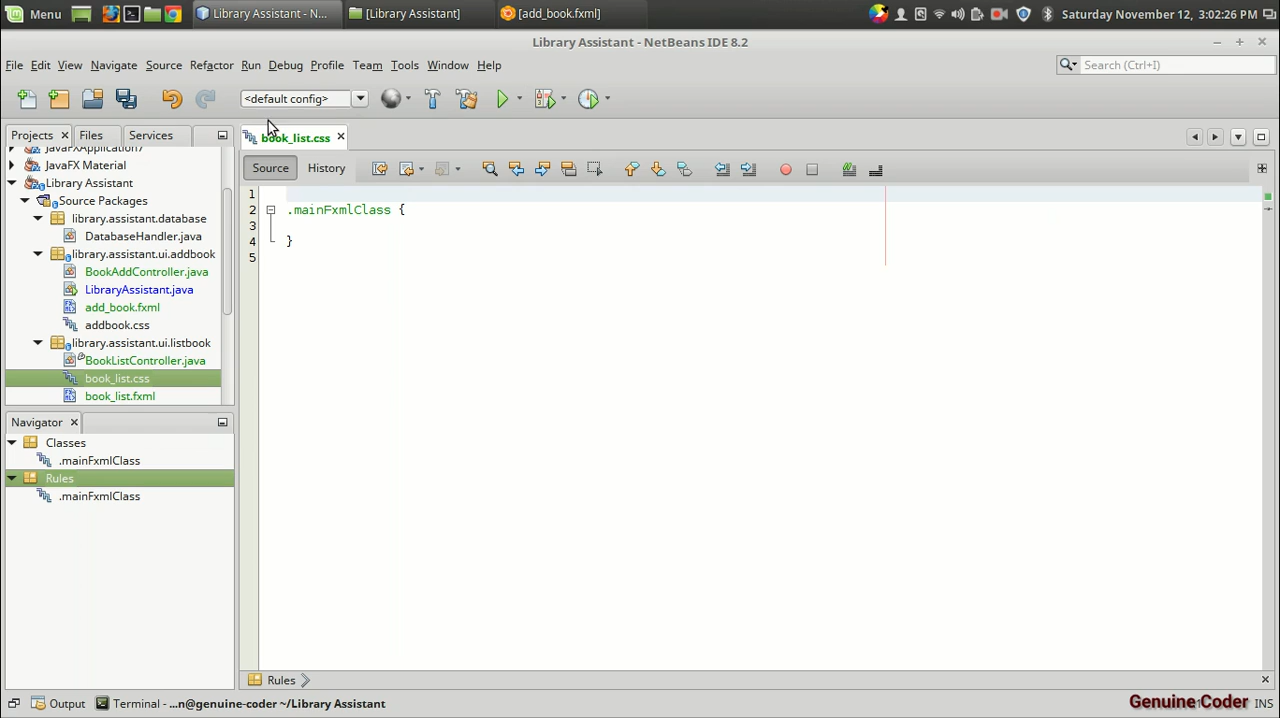 Menu
Library Assistant - N...
[Library Assistant]
[add_book.fxml]
Saturday November 12, 3:02:26 PM
Library Assistant - NetBeans IDE 8.2
File Edit View Navigate Source Refactor Run Debug Profile Team Tools Window Help
Search (Ctrl+I)
<default config>
Projects
Files
Services
book_list.css
Source
History
JavaFXApplication7
JavaFX Material
Library Assistant
Source Packages
library.assistant.database
DatabaseHandler.java
library.assistant.ui.addbook
BookAddController.java
LibraryAssistant.java
add_book.fxml
addbook.css
library.assistant.ui.listbook
BookListController.java
book_list.css
book_list.fxml
1
2 .mainFxmlClass {
3
4 }
5
Navigator
Classes
.mainFxmlClass
Rules
.mainFxmlClass
Rules
Output
Terminal - ...n@genuine-coder ~/Library Assistant
Genuine Coder
INS